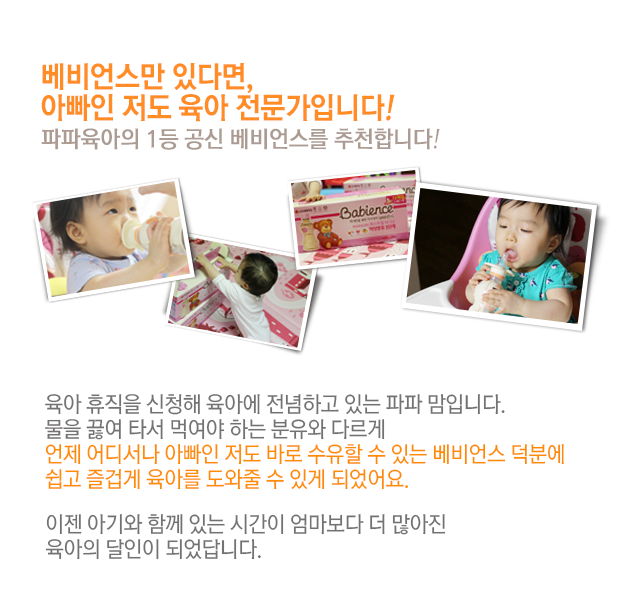 베비언스만 있다면,
아빠인 저도 육아 전문가입니다!
파파육아의 1등 공신 베비언스를 추천합니다!
Babience
육아 휴직을 신청해 육아에 전념하고 있는 파파 맘입니다.
물을 끓여 타서 먹여야 하는 분유와 다르게
언제 어디서나 아빠인 저도 바로 수유할 수 있는 베비언스 덕분에
쉽고 즐겁게 육아를 도와줄 수 있게 되었어요.
이젠 아기와 함께 있는 시간이 엄마보다 더 많아진
육아의 달인이 되었답니다.